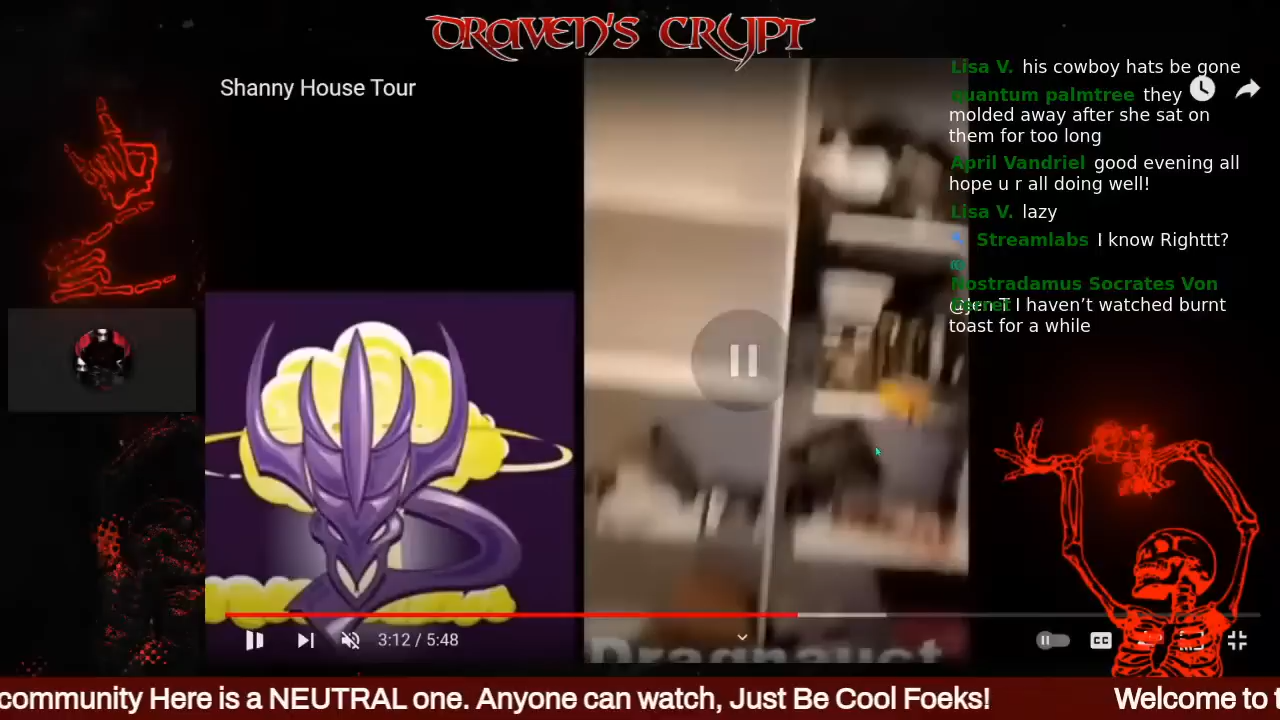 DRAVEN'S CRYPT
Shanny House Tour
Lisa V. his cowboy hats be gone
quantum palmtree they
molded away after she sat on
them for too long
April Vandriel good evening all
hope u r all doing well!
Lisa V. lazy
Streamlabs I know Righttt?
Nostradamus Socrates Von
@Jen T I haven't watched burnt
toast for a while
3:12 / 5:48
CC
Dragnauct
community Here is a NEUTRAL one. Anyone can watch, Just Be Cool Foeks!
Welcome to t